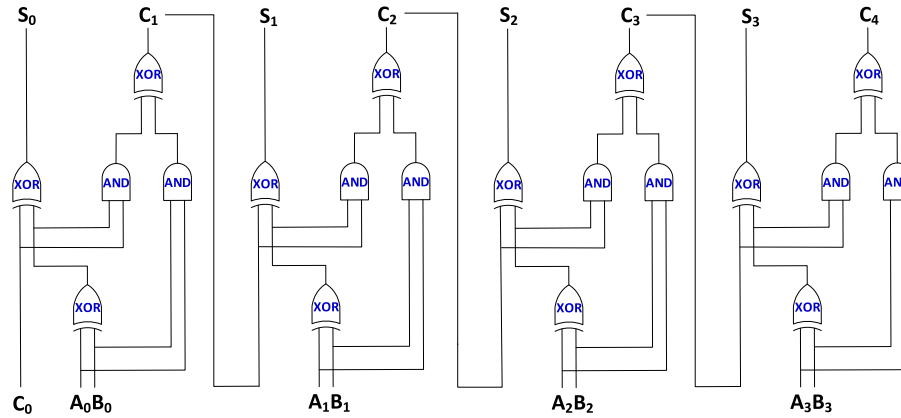 S₀ C₁ S₁ C₂ S₂ C₃ S₃ C₄
XOR XOR XOR XOR
XOR AND AND XOR AND AND XOR AND AND XOR AND AN
XOR XOR XOR XOR
C₀ A₀B₀ A₁B₁ A₂B₂ A₃B₃